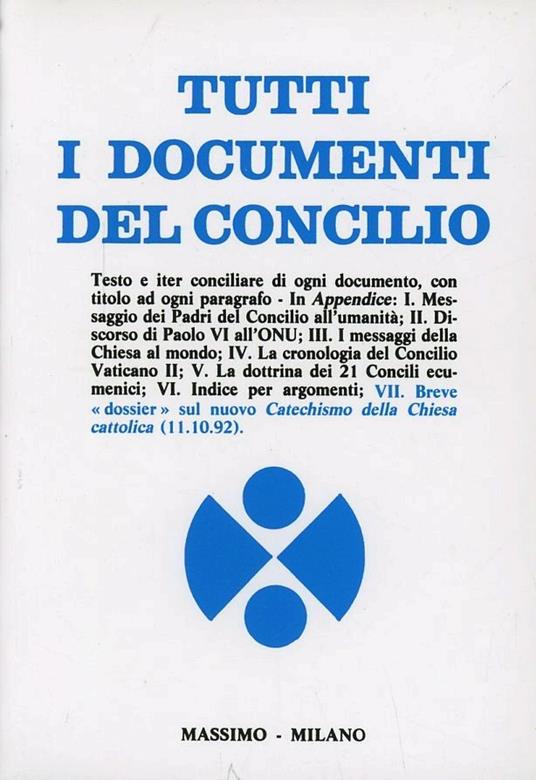 TUTTI
I DOCUMENTI
DEL CONCILIO
Testo e iter conciliare di ogni documento, con
titolo ad ogni paragrafo - In Appendice: I. Mes-
saggio dei Padri del Concilio all'umanità; II. Di-
scorso di Paolo VI all'ONU; III. I messaggi della
Chiesa al mondo; IV. La cronologia del Concilio
Vaticano II; V. La dottrina dei 21 Concili ecu-
menici; VI. Indice per argomenti; VII. Breve
« dossier » sul nuovo Catechismo della Chiesa
cattolica (11.10.92).
MASSIMO - MILANO